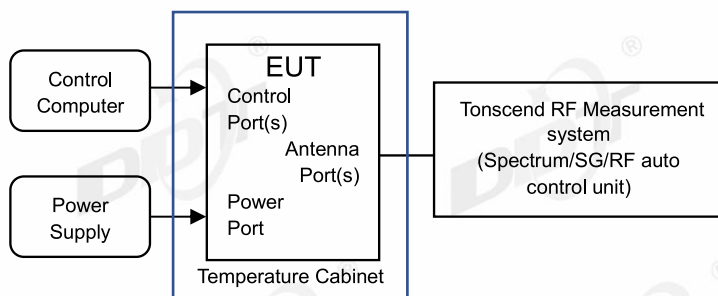 Control
Computer
Power
Supply
EUT
Control
Port(s)
Antenna
Port(s)
Power
Port
Temperature Cabinet
Tonscend RF Measurement
system
(Spectrum/SG/RF auto
control unit)
DDT
®
®